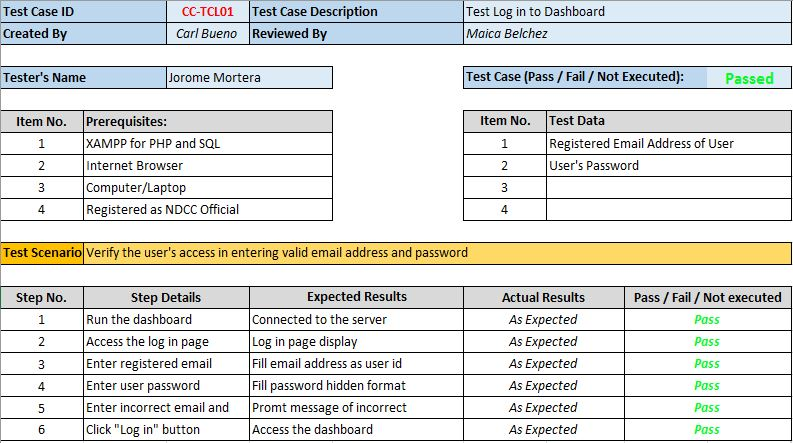 Test Case ID CC-TCL01 Test Case Description Test Log in to Dashboard
Created By Carl Bueno Reviewed By Maica Belchez
Tester's Name Jorome Mortera Test Case (Pass / Fail / Not Executed): Passed
Item No. Prerequisites: Item No. Test Data
1 XAMPP for PHP and SQL 1 Registered Email Address of User
2 Internet Browser 2 User's Password
3 Computer/Laptop 3
4 Registered as NDCC Official 4
Test Scenario Verify the user's access in entering valid email address and password
Step No. Step Details Expected Results Actual Results Pass / Fail / Not executed
1 Run the dashboard Connected to the server As Expected Pass
2 Access the log in page Log in page display As Expected Pass
3 Enter registered email Fill email address as user id As Expected Pass
4 Enter user password Fill password hidden format As Expected Pass
5 Enter incorrect email and Promt message of incorrect As Expected Pass
6 Click "Log in" button Access the dashboard As Expected Pass